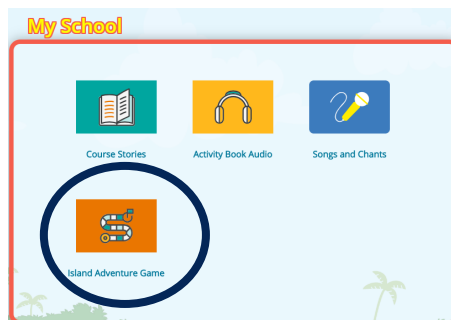 My School
Course Stories
Activity Book Audio
Songs and Chants
Island Adventure Game